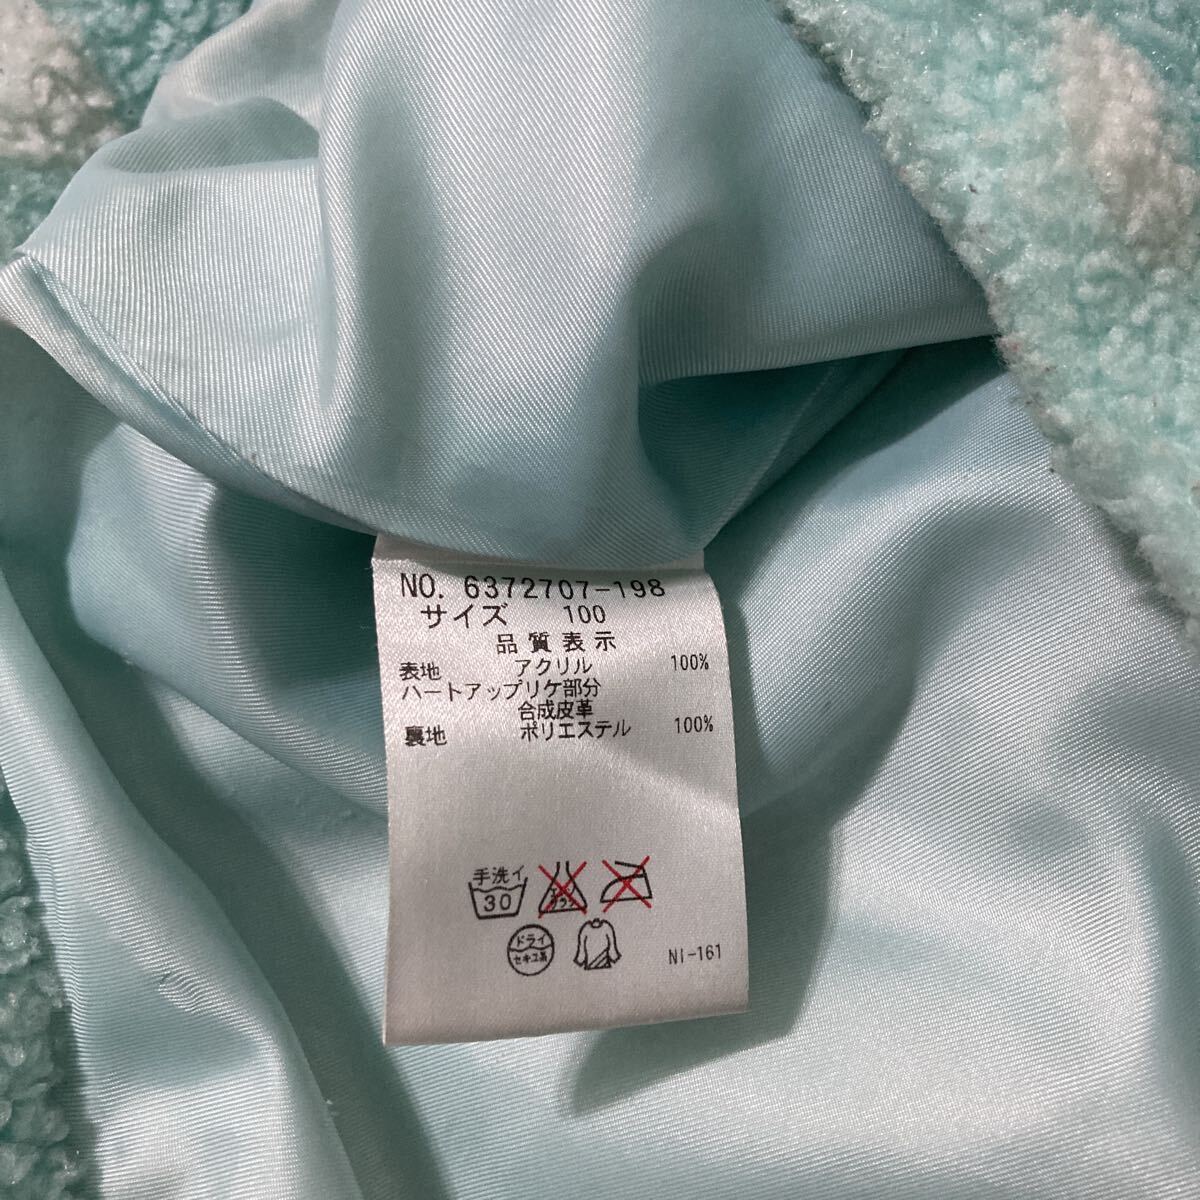 NO. 6372707-198
サイズ 100
品質表示
表地 アクリル 100%
ハートアップリケ部分
合成皮革
裏地 ポリエステル 100%
手洗イ
30
ドライ
セキユ系
NI-161